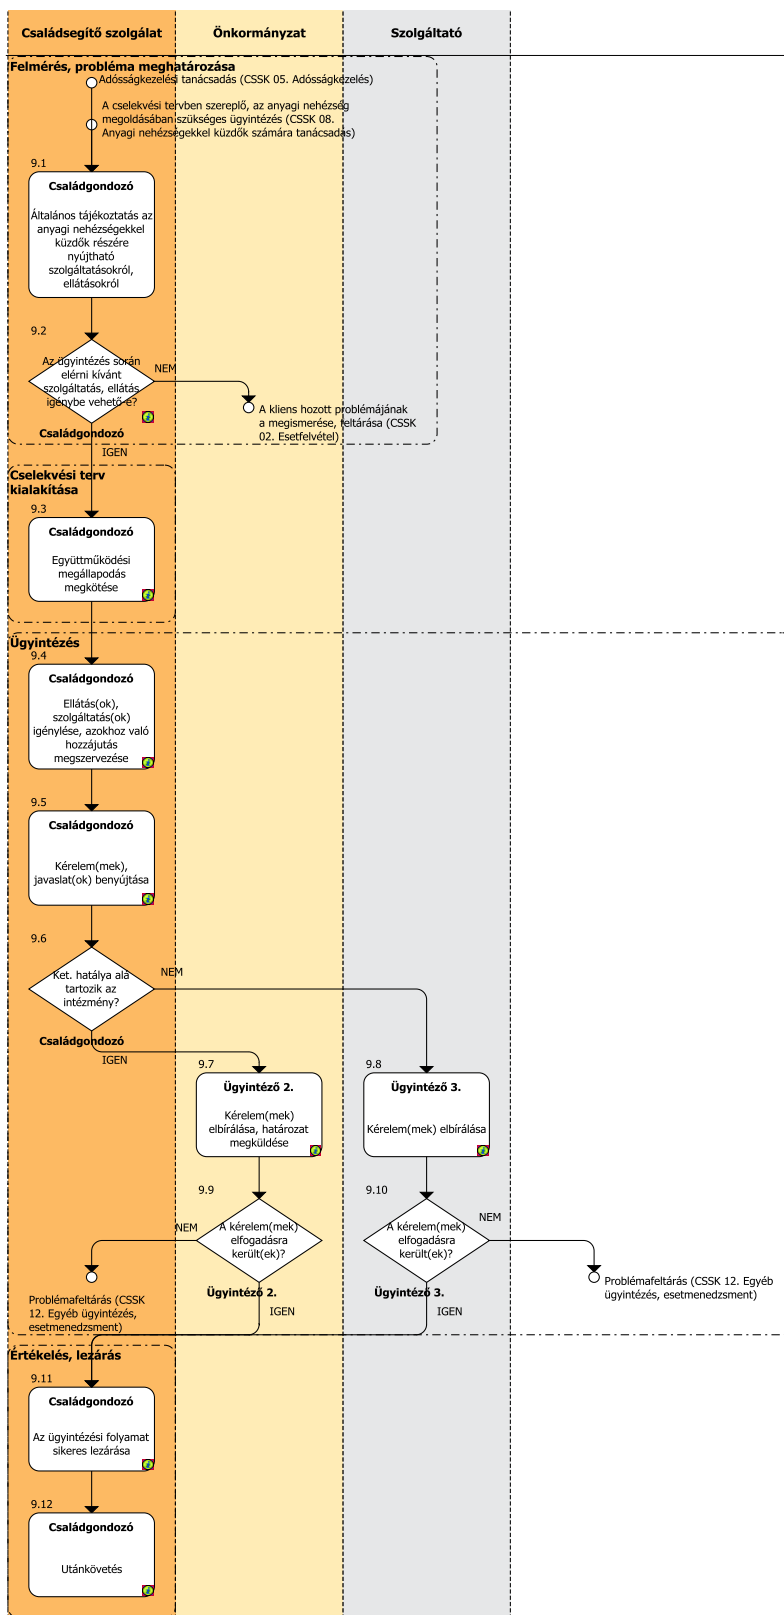 Családsegítő szolgálat
Önkormányzat
Szolgáltató
Felmérés, probléma meghatározása
Adósságkezelési tanácsadás (CSSK 05. Adósságkezelés)
A cselekvési tervben szereplő, az anyagi nehézség
megoldásában szükséges ügyintézés (CSSK 08.
Anyagi nehézségekkel küzdők számára tanácsadás)
9.1
Családgondozó
Általános tájékoztatás az
anyagi nehézségekkel
küzdők részére
nyújtható
szolgáltatásokról,
ellátásokról
9.2
Az ügyintézés során
elérni kívánt
szolgáltatás, ellátás
igénybe vehető-e?
Családgondozó
NEM
A kliens hozott problémájának
a megismerése, feltárása (CSSK
02. Esetfelvétel)
IGEN
Cselekvési terv
kialakítása
9.3
Családgondozó
Együttműködési
megállapodás
megkötése
Ügyintézés
9.4
Családgondozó
Ellátás(ok),
szolgáltatás(ok)
igénylése, azokhoz való
hozzájutás
megszervezése
9.5
Családgondozó
Kérelem(mek),
javaslat(ok) benyújtása
9.6
Ket. hatálya alá
tartozik az
intézmény?
Családgondozó
NEM
IGEN
9.7
Ügyintéző 2.
Kérelem(mek)
elbírálása, határozat
megküldése
9.8
Ügyintéző 3.
Kérelem(mek) elbírálása
9.9
A kérelem(mek)
elfogadásra
került(ek)?
Ügyintéző 2.
NEM
Problémafeltárás (CSSK
12. Egyéb ügyintézés,
esetmenedzsment)
IGEN
9.10
A kérelem(mek)
elfogadásra
került(ek)?
Ügyintéző 3.
NEM
Problémafeltárás (CSSK 12. Egyéb
ügyintézés, esetmenedzsment)
IGEN
Értékelés, lezárás
9.11
Családgondozó
Az ügyintézési folyamat
sikeres lezárása
9.12
Családgondozó
Utánkövetés